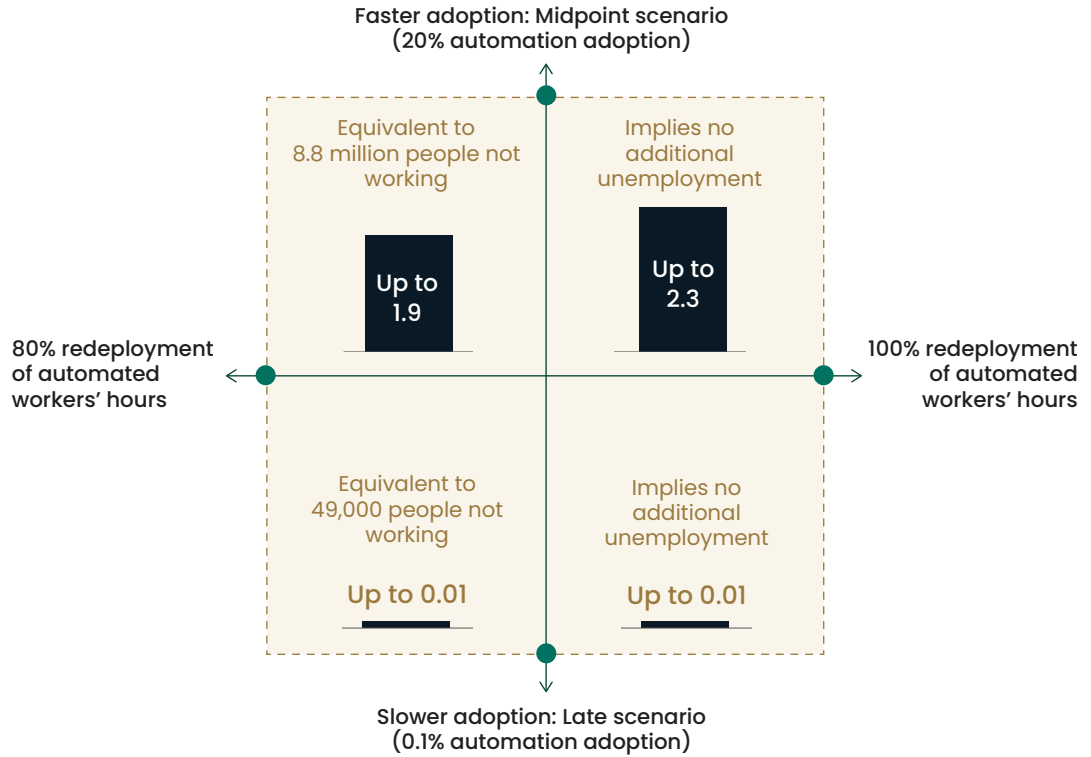 Faster adoption: Midpoint scenario
(20% automation adoption)
Equivalent to
8.8 million people not
working
Implies no
additional
unemployment
Up to
1.9
Up to
2.3
80% redeployment
of automated
workers’ hours
100% redeployment
of automated
workers’ hours
Equivalent to
49,000 people not
working
Implies no
additional
unemployment
Up to 0.01
Up to 0.01
Slower adoption: Late scenario
(0.1% automation adoption)